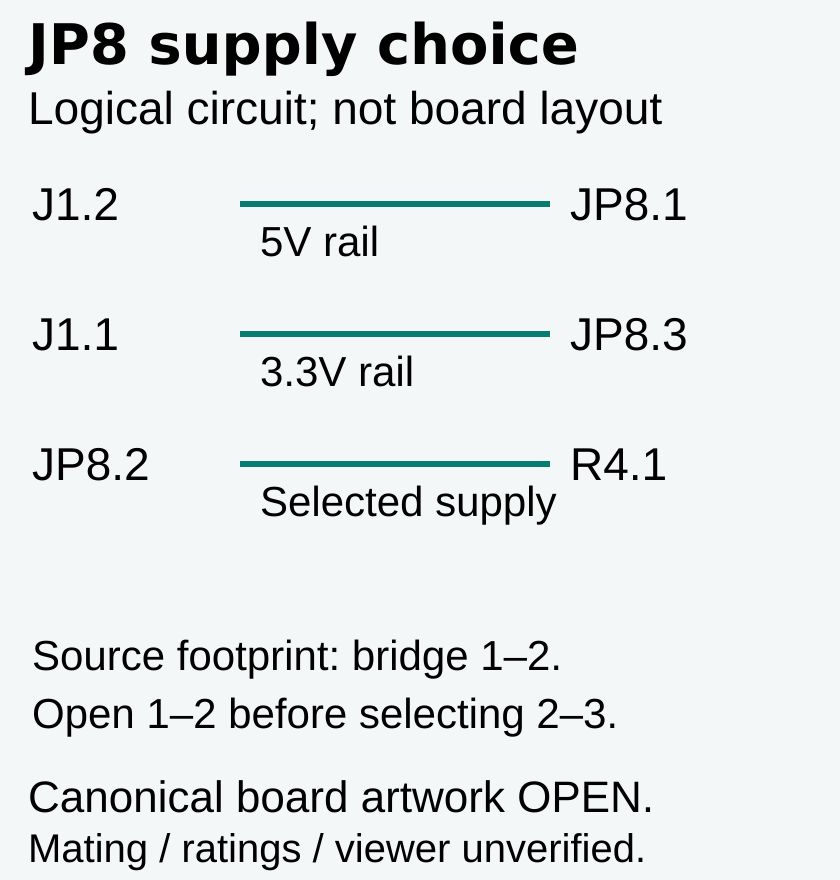 JP8 supply choice
Logical circuit; not board layout
J1.2 JP8.1
5V rail
J1.1 JP8.3
3.3V rail
JP8.2 R4.1
Selected supply
Source footprint: bridge 1–2.
Open 1–2 before selecting 2–3.
Canonical board artwork OPEN.
Mating / ratings / viewer unverified.